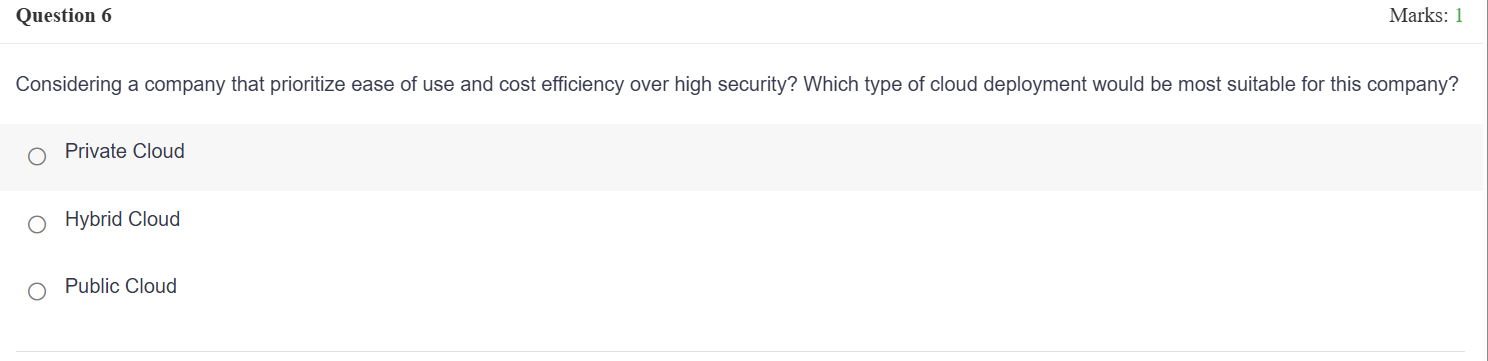 Question 6
Marks: 1
Considering a company that prioritize ease of use and cost efficiency over high security? Which type of cloud deployment would be most suitable for this company?
Private Cloud
Hybrid Cloud
Public Cloud